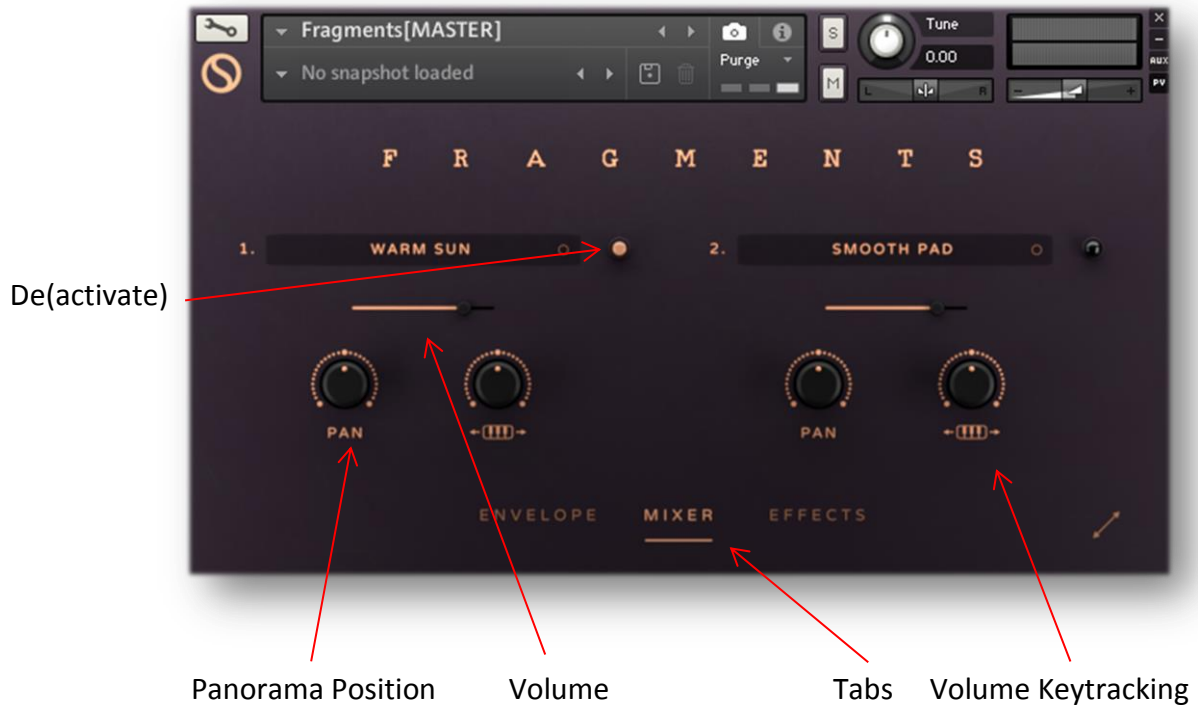 Fragments[MASTER]
No snapshot loaded
Purge
S
M
Tune
0.00
L R
- +
×
-
AUX
PV
F R A G M E N T S
1. WARM SUN
2. SMOOTH PAD
De(activate)
PAN
PAN
ENVELOPE MIXER EFFECTS
Panorama Position Volume Tabs Volume Keytracking